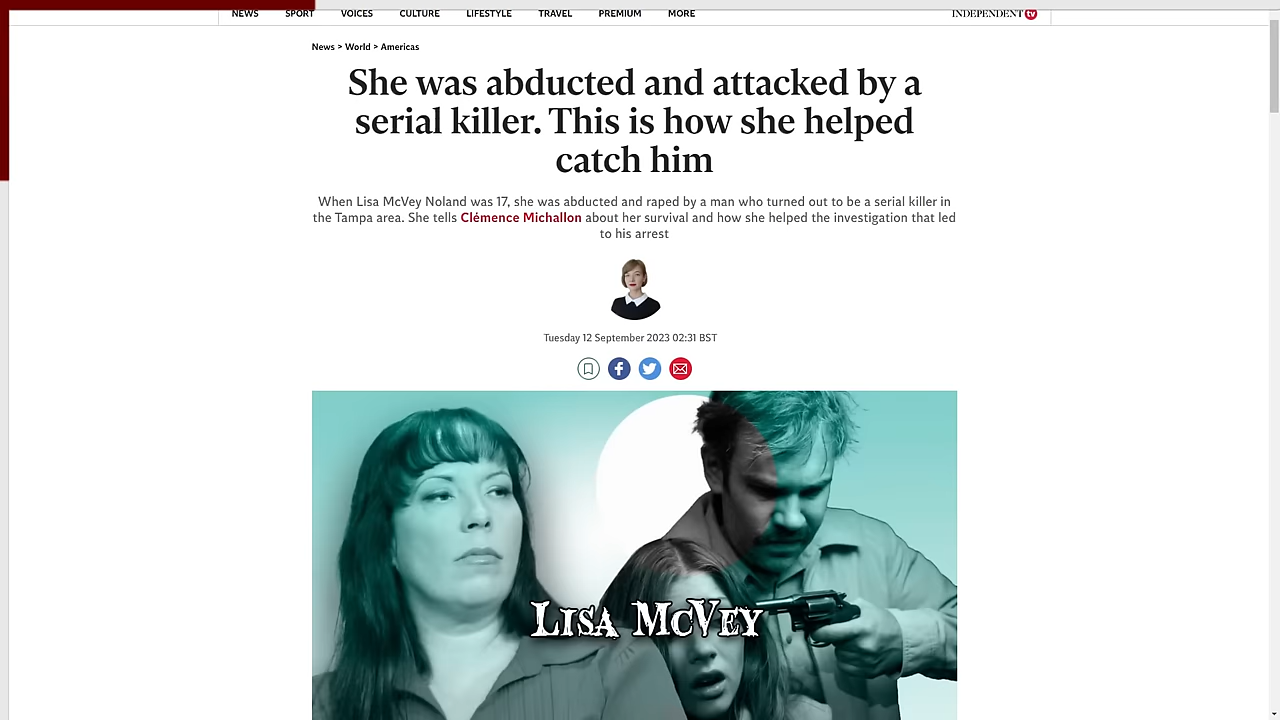 NEWS SPORT VOICES CULTURE LIFESTYLE TRAVEL PREMIUM MORE INDEPENDENT tv
News > World > Americas
She was abducted and attacked by a
serial killer. This is how she helped
catch him
When Lisa McVey Noland was 17, she was abducted and raped by a man who turned out to be a serial killer in
the Tampa area. She tells Clémence Michallon about her survival and how she helped the investigation that led
to his arrest
Tuesday 12 September 2023 02:31 BST
LISA MCVEY